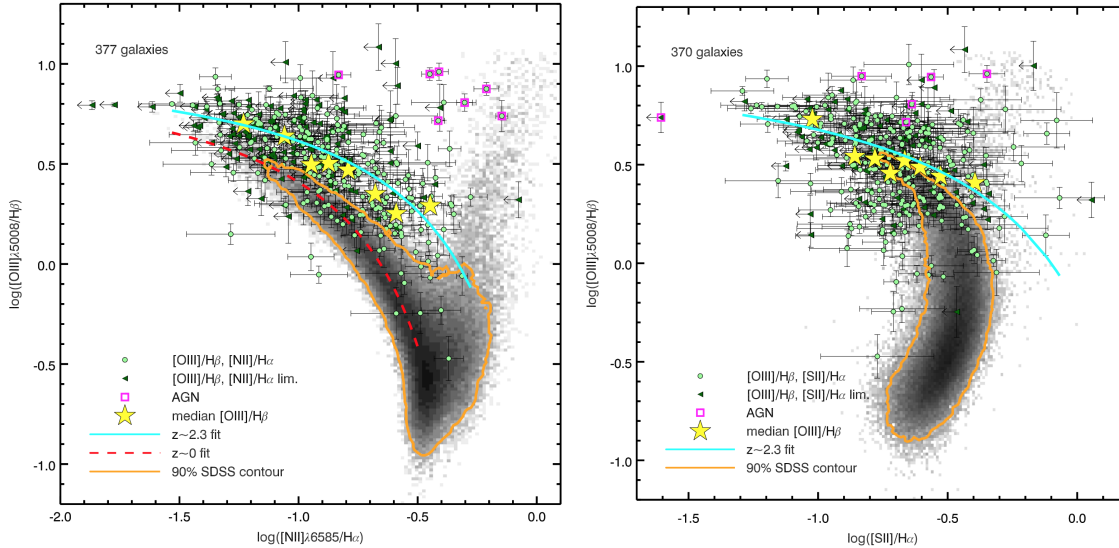 377 galaxies
1.0
0.5
0.0
-0.5
-1.0
log([OIII]λ5008/Hβ)
[OIII]/Hβ, [NII]/Hα
[OIII]/Hβ, [NII]/Hα lim.
AGN
median [OIII]/Hβ
z~2.3 fit
z~0 fit
90% SDSS contour
-2.0 -1.5 -1.0 -0.5 0.0
log([NII]λ6585/Hα)
370 galaxies
1.0
0.5
0.0
-0.5
-1.0
log([OIII]λ5008/Hβ)
[OIII]/Hβ, [SII]/Hα
[OIII]/Hβ, [SII]/Hα lim.
AGN
median [OIII]/Hβ
z~2.3 fit
90% SDSS contour
-1.5 -1.0 -0.5 0.0
log([SII]/Hα)